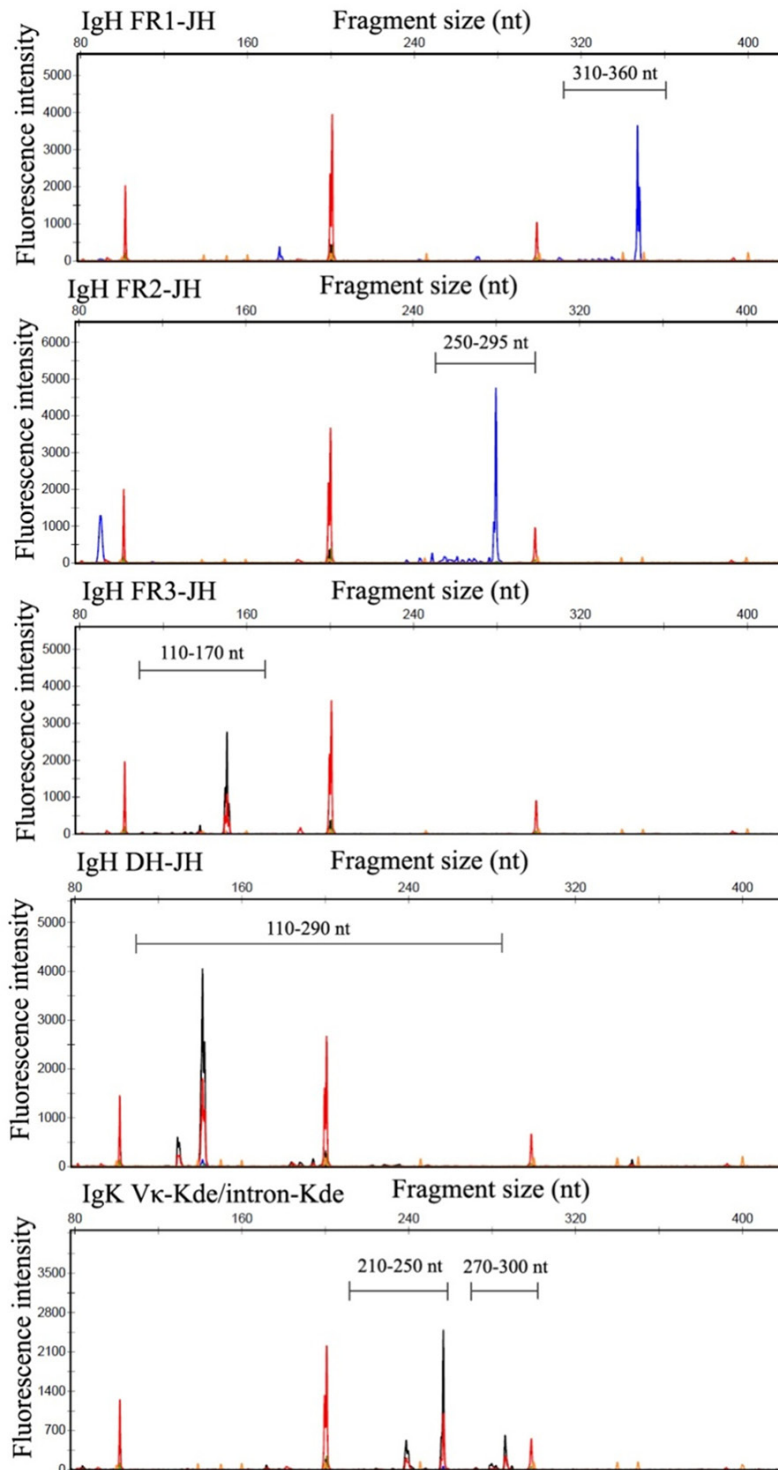 IgH FR1-JH Fragment size (nt)
80 160 240 320 400
310-360 nt
Fluorescence intensity
5000
4000
3000
2000
1000
0
IgH FR2-JH Fragment size (nt)
80 160 240 320 400
250-295 nt
Fluorescence intensity
6000
5000
4000
3000
2000
1000
0
IgH FR3-JH Fragment size (nt)
80 160 240 320 400
110-170 nt
Fluorescence intensity
5000
4000
3000
2000
1000
0
IgH DH-JH Fragment size (nt)
80 160 240 320 400
110-290 nt
Fluorescence intensity
5000
4000
3000
2000
1000
0
IgK Vκ-Kde/intron-Kde Fragment size (nt)
80 160 240 320 400
210-250 nt 270-300 nt
Fluorescence intensity
3500
2800
2100
1400
700
0